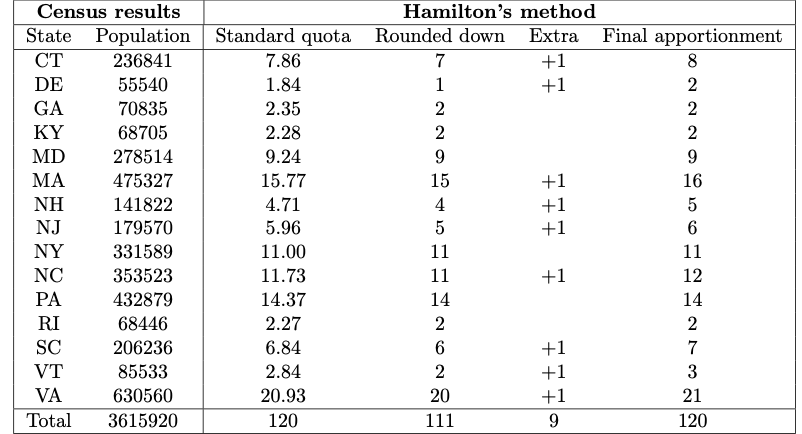 Census results Hamilton's method
State Population Standard quota Rounded down Extra Final apportionment
CT 236841 7.86 7 +1 8
DE 55540 1.84 1 +1 2
GA 70835 2.35 2 2
KY 68705 2.28 2 2
MD 278514 9.24 9 9
MA 475327 15.77 15 +1 16
NH 141822 4.71 4 +1 5
NJ 179570 5.96 5 +1 6
NY 331589 11.00 11 11
NC 353523 11.73 11 +1 12
PA 432879 14.37 14 14
RI 68446 2.27 2 2
SC 206236 6.84 6 +1 7
VT 85533 2.84 2 +1 3
VA 630560 20.93 20 +1 21
Total 3615920 120 111 9 120